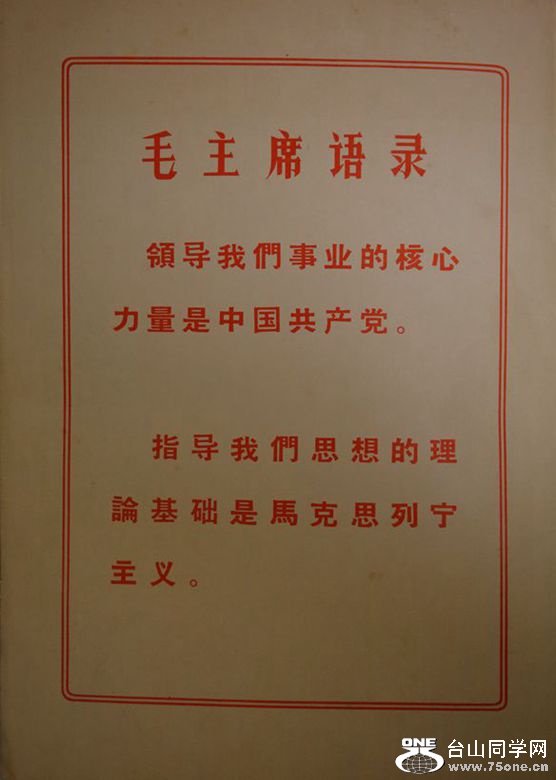 毛主席语录
領导我們事业的核心
力量是中国共产党。
指导我們思想的理
論基础是馬克思列宁
主义。
ONE
台山同学网
www.75one.cn